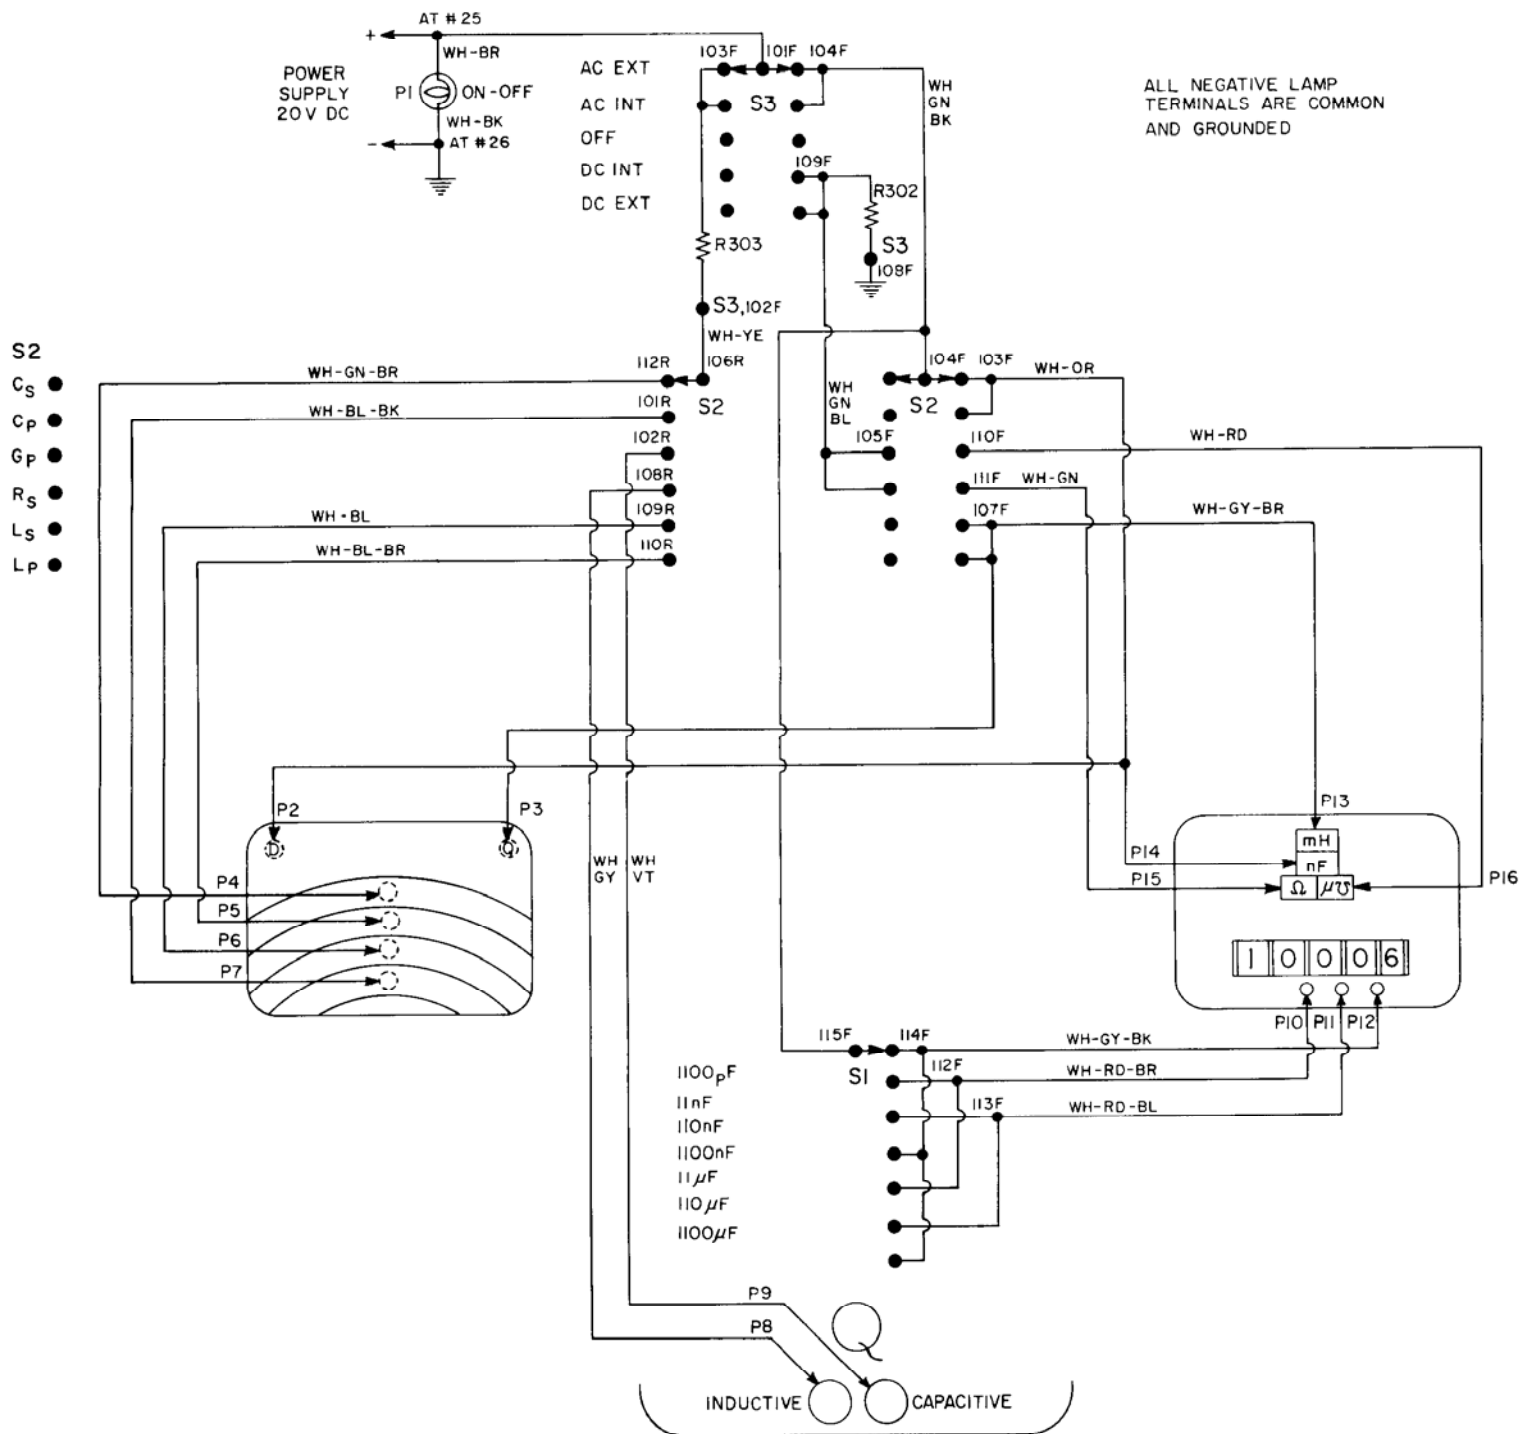 AT #25
+
WH-BR
POWER
SUPPLY
20V DC
P1
ON-OFF
WH-BK
-
AT #26
AC EXT
AC INT
OFF
DC INT
DC EXT
103F
101F
104F
S3
109F
R302
S3
108F
R303
S3,102F
WH-YE
WH
GN
BK
ALL NEGATIVE LAMP
TERMINALS ARE COMMON
AND GROUNDED
S2
CS
CP
GP
RS
LS
LP
WH-GN-BR
WH-BL-BK
WH-BL
WH-BL-BR
112R
106R
S2
101R
102R
108R
109R
110R
WH
GN
BL
104F
103F
S2
WH-OR
105F
110F
WH-RD
111F
WH-GN
107F
WH-GY-BR
P2
P3
D
Q
P4
P5
P6
P7
WH
GY
WH
VT
P13
mH
P14
nF
P15
Ω
μ℧
P16
1 0 0 0 6
P10
P11
P12
115F
114F
WH-GY-BK
S1
112F
WH-RD-BR
113F
WH-RD-BL
1100pF
11nF
110nF
1100nF
11μF
110μF
1100μF
P9
P8
INDUCTIVE
CAPACITIVE